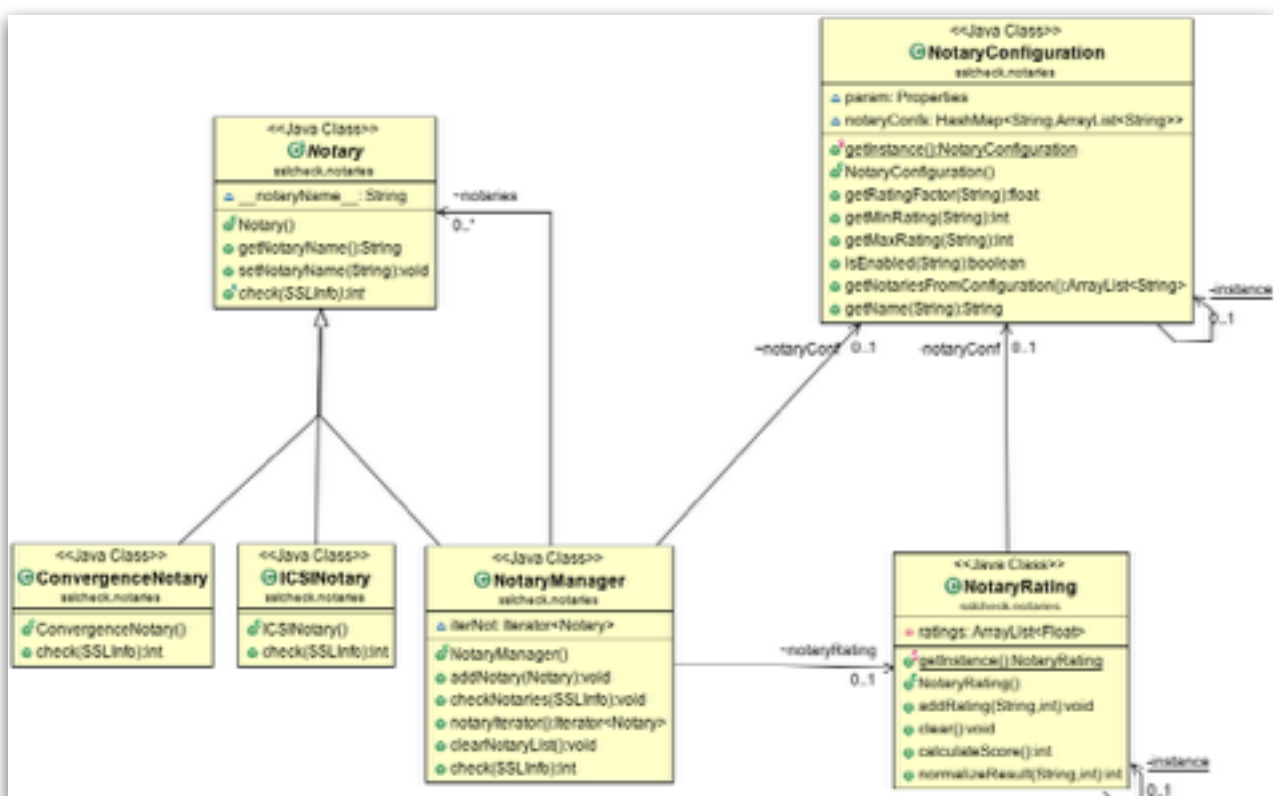 <<Java Class>>
NotaryConfiguration
sslcheck.notaries
param: Properties
notaryConfs: HashMap<String,ArrayList<String>>
getInstance():NotaryConfiguration
NotaryConfiguration()
getRatingFactor(String):float
getMinRating(String):int
getMaxRating(String):int
isEnabled(String):boolean
getNotariesFromConfiguration():ArrayList<String>
getName(String):String
-instance
0..1
<<Java Class>>
Notary
sslcheck.notaries
__notaryName__: String
Notary()
getNotaryName():String
setNotaryName(String):void
check(SSLInfo):int
~notaries
0..*
~notaryConf 0..1
-notaryConf 0..1
<<Java Class>>
ConvergenceNotary
sslcheck.notaries
ConvergenceNotary()
check(SSLInfo):int
<<Java Class>>
ICSINotary
sslcheck.notaries
ICSINotary()
check(SSLInfo):int
<<Java Class>>
NotaryManager
sslcheck.notaries
iterNot: Iterator<Notary>
NotaryManager()
addNotary(Notary):void
checkNotaries(SSLInfo):void
notaryIterator():Iterator<Notary>
clearNotaryList():void
check(SSLInfo):int
~notaryRating
0..1
<<Java Class>>
NotaryRating
sslcheck.notaries
ratings: ArrayList<Float>
getInstance():NotaryRating
NotaryRating()
addRating(String,int):void
clear():void
calculateScore():int
normalizeResult(String,int):int
-instance
0..1